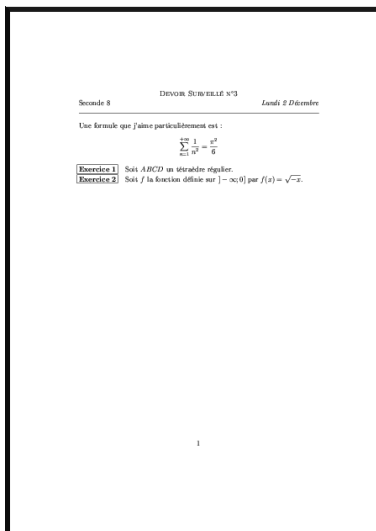 Devoir Surveillé n°3
Seconde 8 Lundi 2 Décembre
Une formule que j'aime particulièrement est :
+∞
∑ 1/n² = π²/6
n=1
Exercice 1 Soit ABCD un tétraèdre régulier.
Exercice 2 Soit f la fonction définie sur ] − ∞; 0] par f(x) = √−x.
1